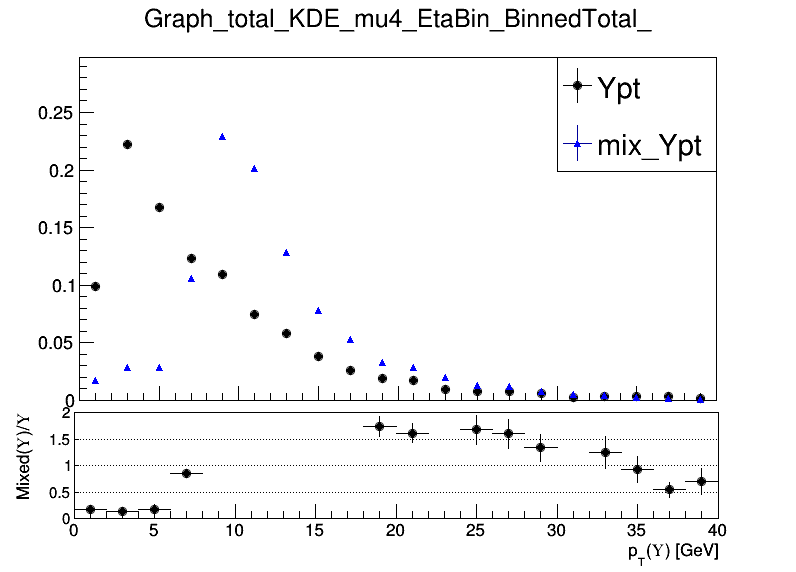 Graph_total_KDE_mu4_EtaBin_BinnedTotal_
Ypt
mix_Ypt
0.25
0.2
0.15
0.1
0.05
0
Mixed(Y)/Y
2
1.5
1
0.5
0
0 5 10 15 20 25 30 35 40
pT(Y) [GeV]